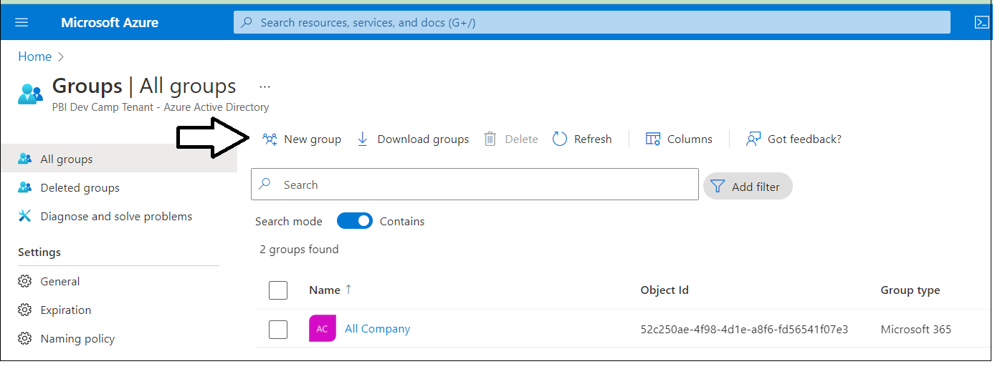 Microsoft Azure
Search resources, services, and docs (G+/)
Home
Groups | All groups ...
PBI Dev Camp Tenant - Azure Active Directory
New group Download groups Delete Refresh Columns Got feedback?
All groups
Deleted groups
Diagnose and solve problems
Settings
General
Expiration
Naming policy
Search
Add filter
Search mode Contains
2 groups found
Name ↑ Object Id Group type
AC All Company 52c250ae-4f98-4d1e-a8f6-fd56541f07e3 Microsoft 365